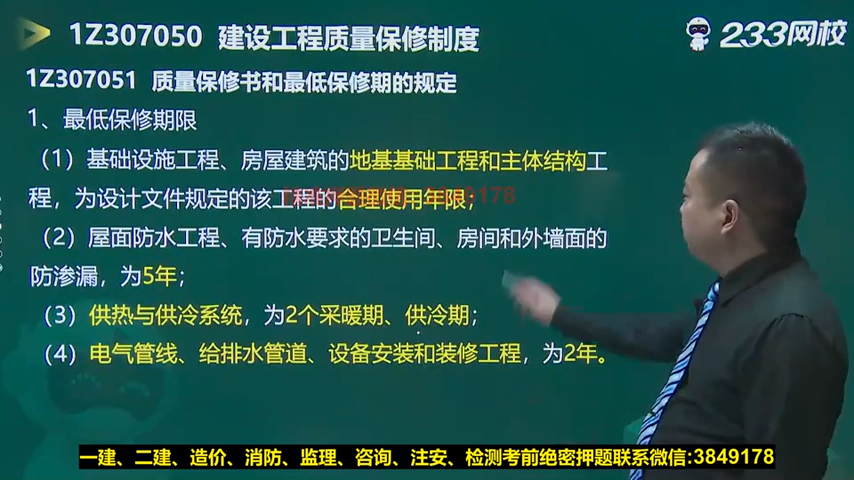 1Z307050 建设工程质量保修制度
233网校
1Z307051 质量保修书和最低保修期的规定
1、最低保修期限
（1）基础设施工程、房屋建筑的地基基础工程和主体结构工
程，为设计文件规定的该工程的合理使用年限；
3849178
（2）屋面防水工程、有防水要求的卫生间、房间和外墙面的
防渗漏，为5年；
（3）供热与供冷系统，为2个采暖期、供冷期；
（4）电气管线、给排水管道、设备安装和装修工程，为2年。
一建、二建、造价、消防、监理、咨询、注安、检测考前绝密押题联系微信:3849178